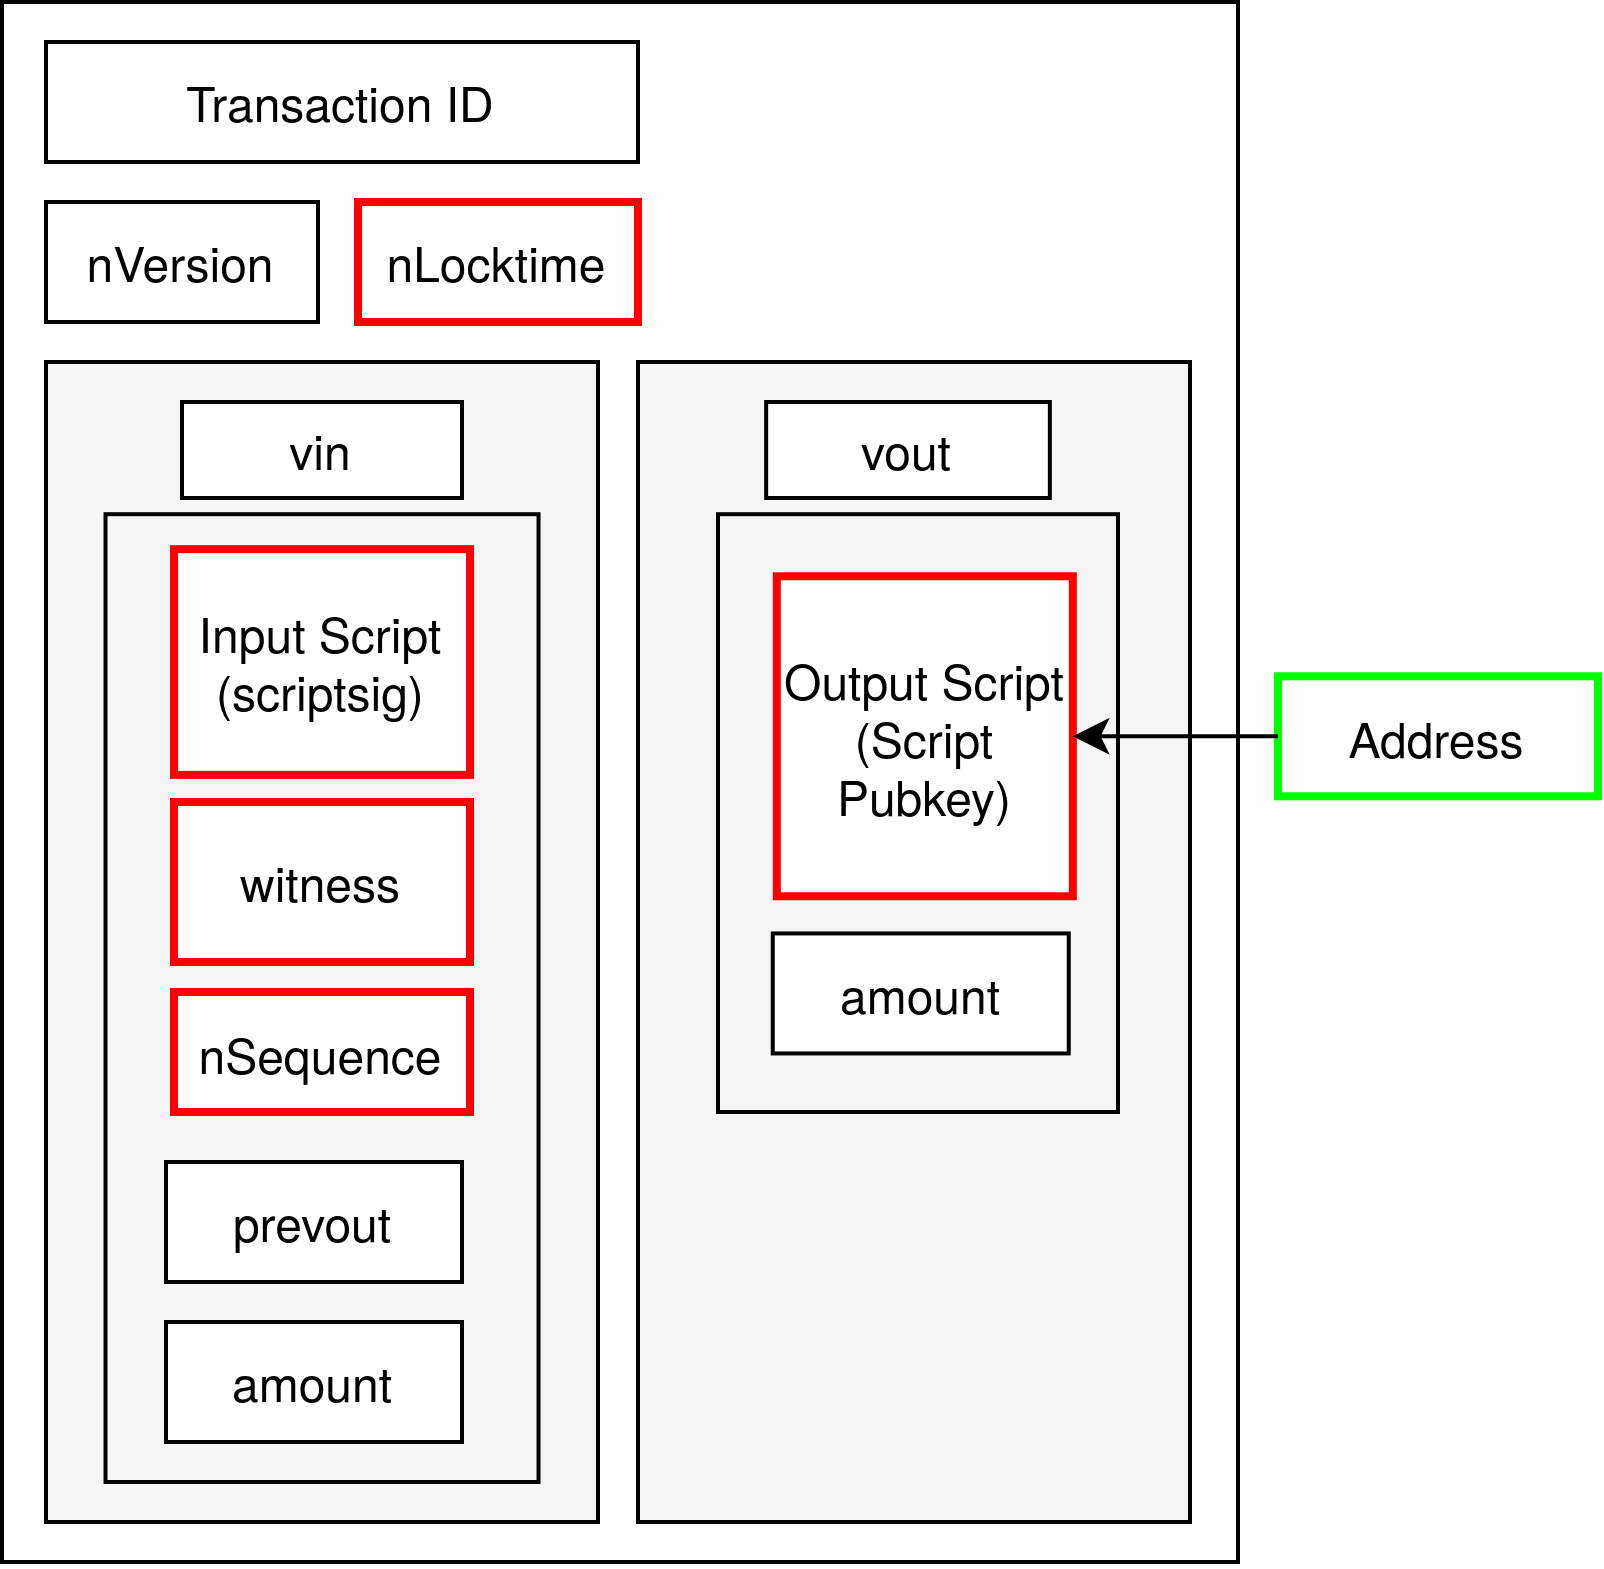 Transaction ID
nVersion
nLocktime
vin
Input Script
(scriptsig)
witness
nSequence
prevout
amount
vout
Output Script
(Script
Pubkey)
amount
Address